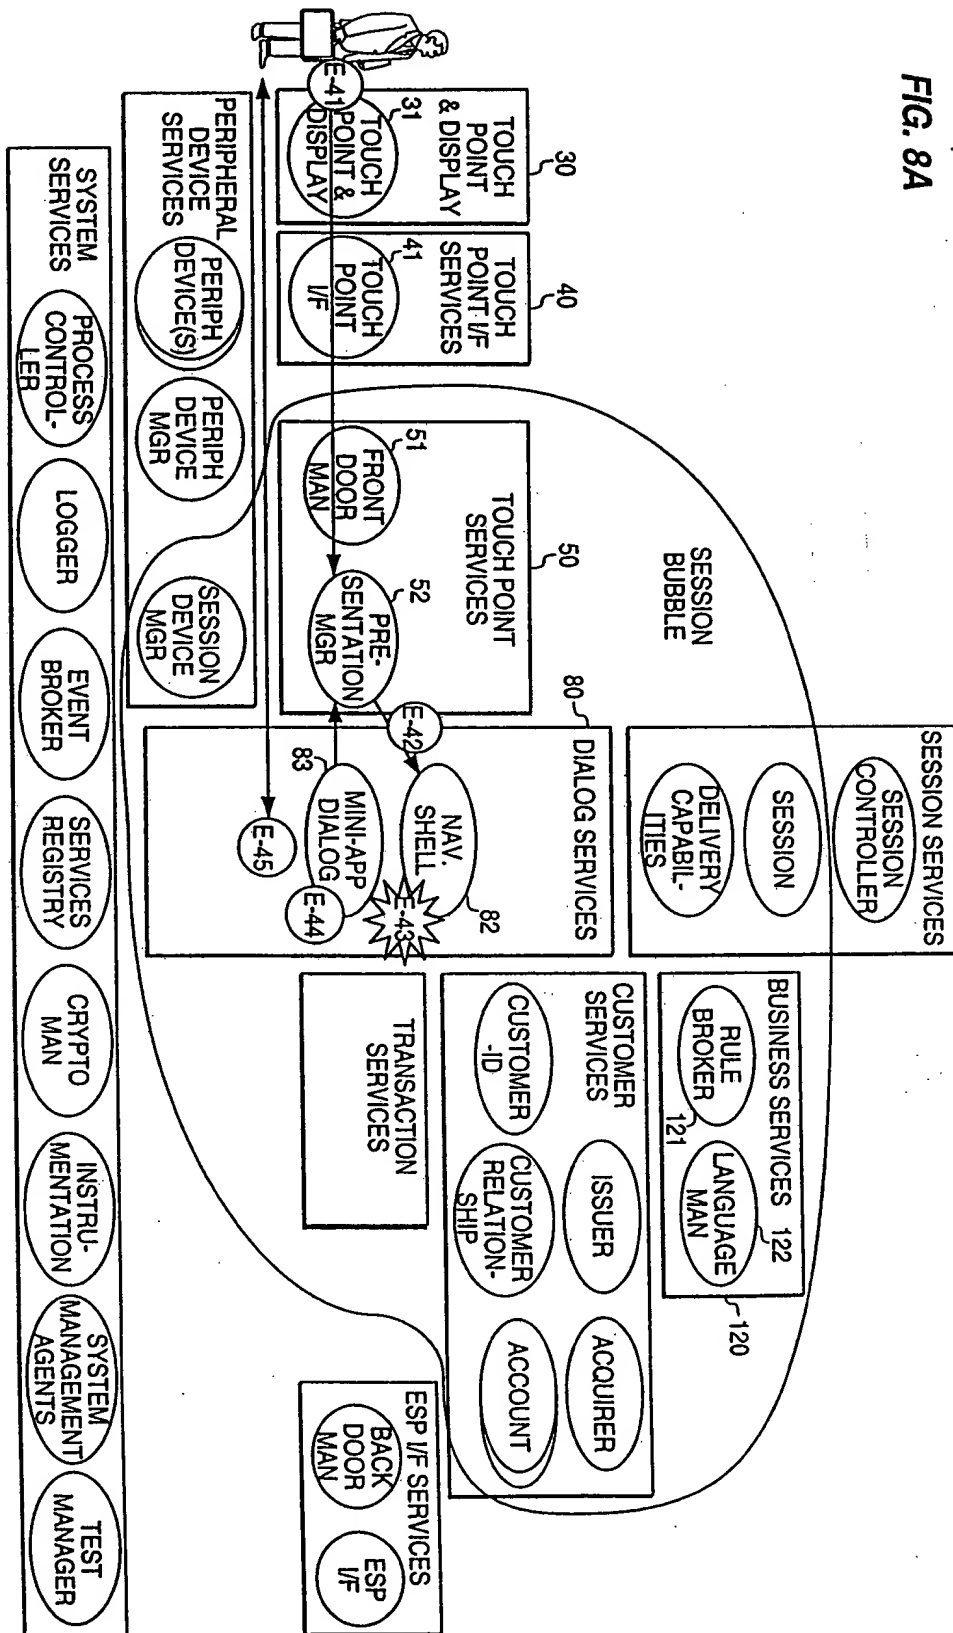 FIG. 8A
SESSION SERVICES
SESSION
CONTROLLER
SESSION
DELIVERY
CAPABIL-
ITIES
BUSINESS SERVICES
RULE
BROKER
121
LANGUAGE
MAN
122
120
SESSION
BUBBLE
TOUCH
POINT
& DISPLAY
30
31
TOUCH
POINT &
DISPLAY
E-41
TOUCH
POINT I/F
SERVICES
40
41
TOUCH
POINT
I/F
TOUCH POINT
SERVICES
50
51
FRONT
DOOR
MAN
52
PRE-
SENTATION
MGR
E-42
80
DIALOG SERVICES
NAV.
SHELL
82
E-43
83
MINI-APP
DIALOG
E-44
E-45
CUSTOMER
SERVICES
ISSUER
ACQUIRER
CUSTOMER
-ID
CUSTOMER
RELATION-
SHIP
ACCOUNT
TRANSACTION
SERVICES
ESP I/F SERVICES
BACK
DOOR
MAN
ESP
I/F
PERIPHERAL
DEVICE
SERVICES
PERIPH
DEVICE(S)
PERIPH
DEVICE
MGR
SESSION
DEVICE
MGR
SYSTEM
SERVICES
PROCESS
CONTROL-
LER
LOGGER
EVENT
BROKER
SERVICES
REGISTRY
CRYPTO
MAN
INSTRU-
MENTATION
SYSTEM
MANAGEMENT
AGENTS
TEST
MANAGER